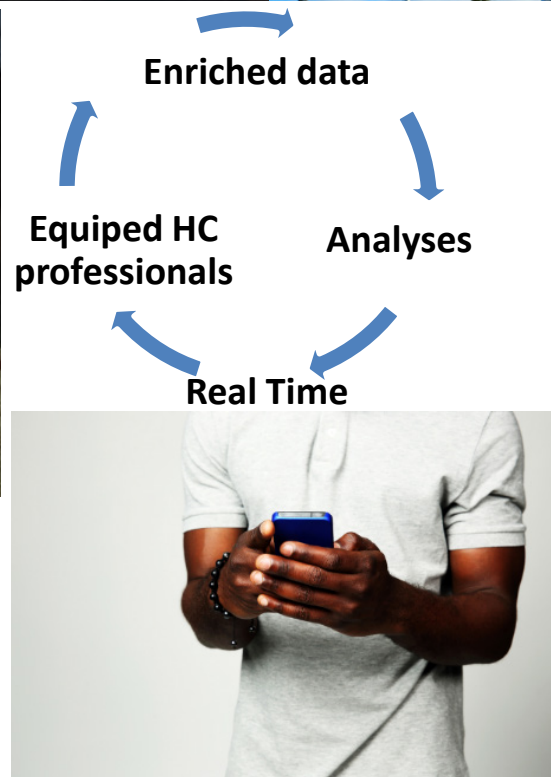 Enriched data
Analyses
Equiped HC
professionals
Real Time